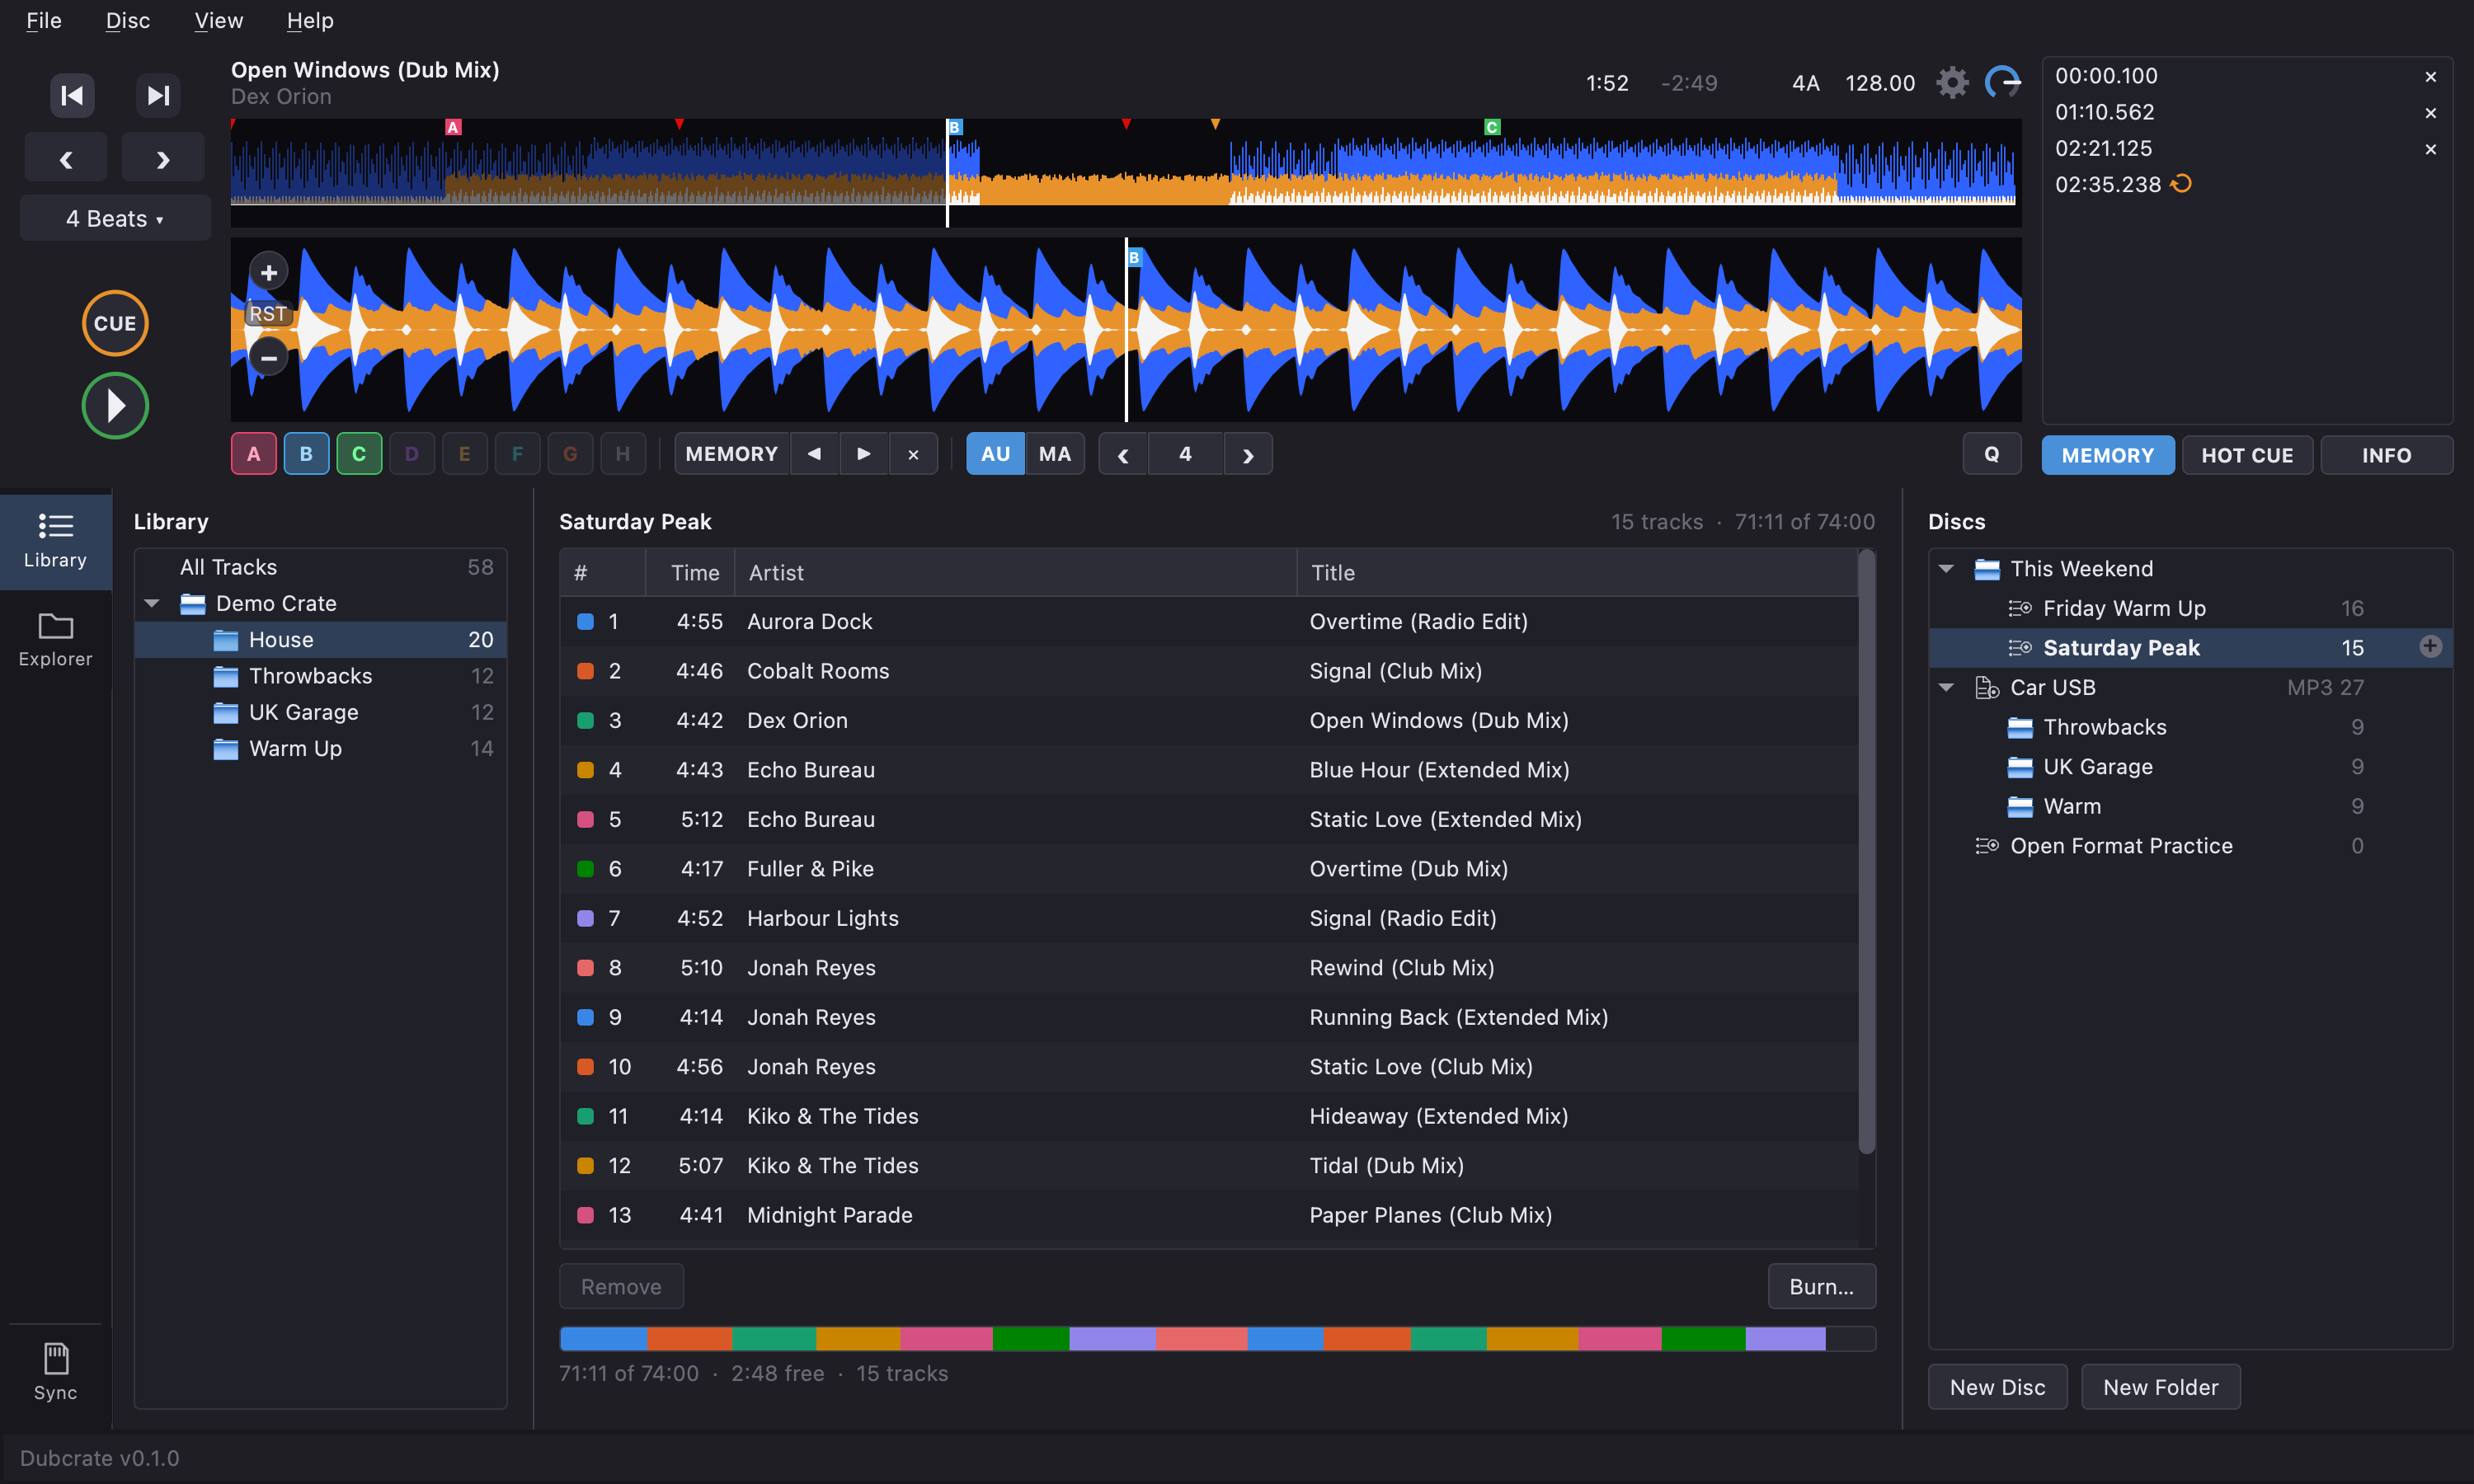 File Disc View Help
Open Windows (Dub Mix)
Dex Orion
1:52 -2:49 4A 128.00
00:00.100 ×
01:10.562 ×
02:21.125 ×
02:35.238
4 Beats ▾
A B C
B
RST
CUE
A B C D E F G H MEMORY × AU MA 4 Q
MEMORY HOT CUE INFO
Library
Explorer
Sync
Library
All Tracks 58
Demo Crate
House 20
Throwbacks 12
UK Garage 12
Warm Up 14
Saturday Peak 15 tracks · 71:11 of 74:00
# Time Artist Title
1 4:55 Aurora Dock Overtime (Radio Edit)
2 4:46 Cobalt Rooms Signal (Club Mix)
3 4:42 Dex Orion Open Windows (Dub Mix)
4 4:43 Echo Bureau Blue Hour (Extended Mix)
5 5:12 Echo Bureau Static Love (Extended Mix)
6 4:17 Fuller & Pike Overtime (Dub Mix)
7 4:52 Harbour Lights Signal (Radio Edit)
8 5:10 Jonah Reyes Rewind (Club Mix)
9 4:14 Jonah Reyes Running Back (Extended Mix)
10 4:56 Jonah Reyes Static Love (Club Mix)
11 4:14 Kiko & The Tides Hideaway (Extended Mix)
12 5:07 Kiko & The Tides Tidal (Dub Mix)
13 4:41 Midnight Parade Paper Planes (Club Mix)
Remove Burn...
71:11 of 74:00 · 2:48 free · 15 tracks
Discs
This Weekend
Friday Warm Up 16
Saturday Peak 15
Car USB MP3 27
Throwbacks 9
UK Garage 9
Warm 9
Open Format Practice 0
New Disc New Folder
Dubcrate v0.1.0